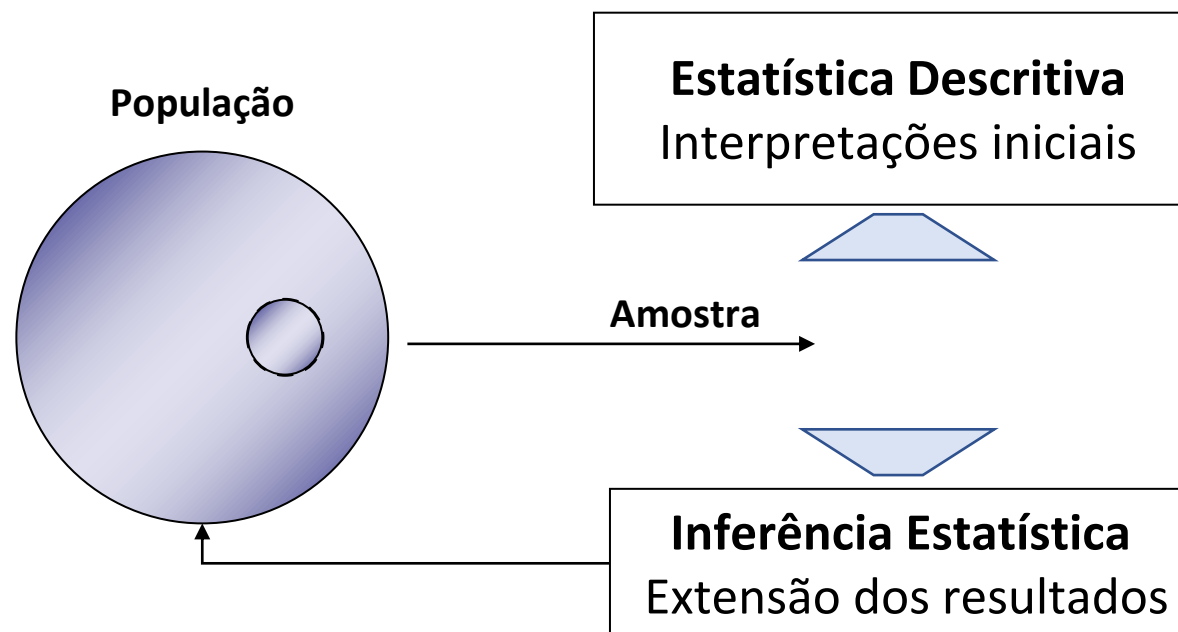 População
Estatística Descritiva
Interpretações iniciais
Amostra
Inferência Estatística
Extensão dos resultados